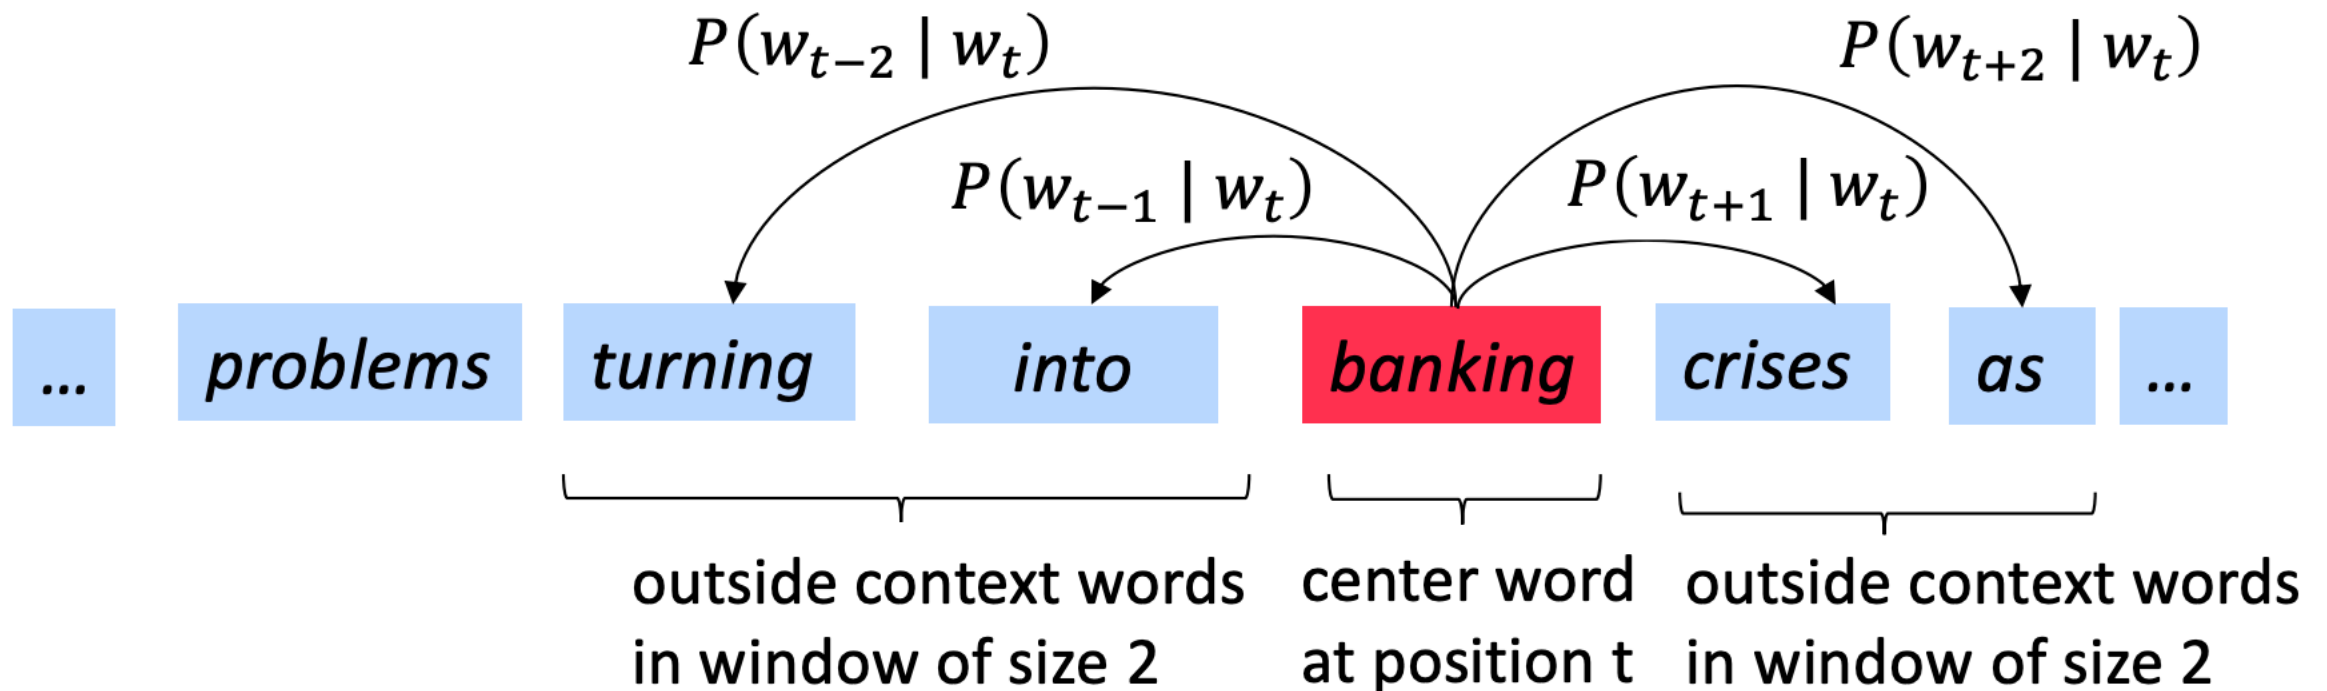 P(w_{t−2} | w_t) P(w_{t+2} | w_t)
P(w_{t−1} | w_t) P(w_{t+1} | w_t)
... problems turning into banking crises as ...
outside context words center word outside context words
in window of size 2 at position t in window of size 2